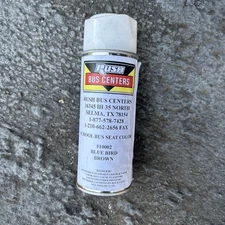 RUSH
BUS CENTERS
RUSH BUS CENTERS
16345 IH 35 NORTH
SELMA, TX 78154
1-877-578-7428
1-210-662-2656 FAX
SCHOOL BUS SEAT COLOR
910002
BLUE BIRD
BROWN